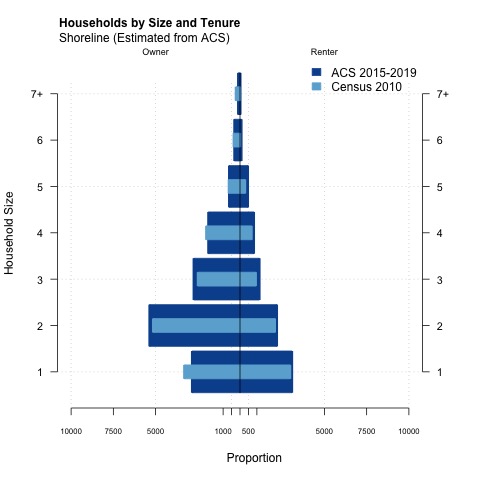 Households by Size and Tenure
Shoreline (Estimated from ACS)
Owner
Renter
ACS 2015-2019
Census 2010
Household Size
7+ 7+
6 6
5 5
4 4
3 3
2 2
1 1
10000 7500 5000 1000 500 5000 7500 10000
Proportion